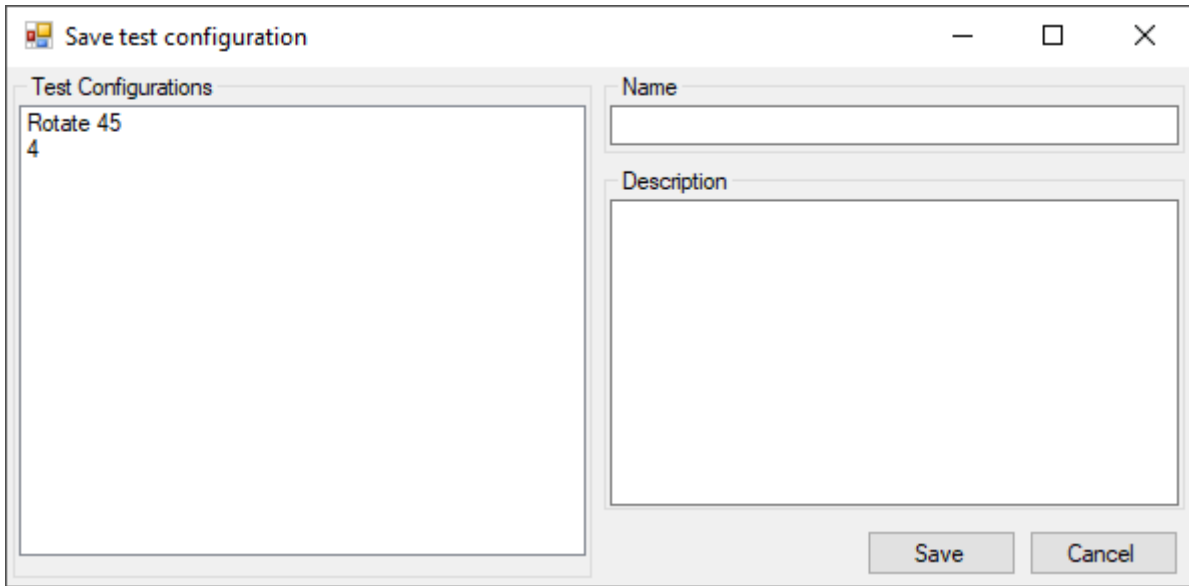 Save test configuration
Test Configurations
Rotate 45
4
Name
Description
Save
Cancel